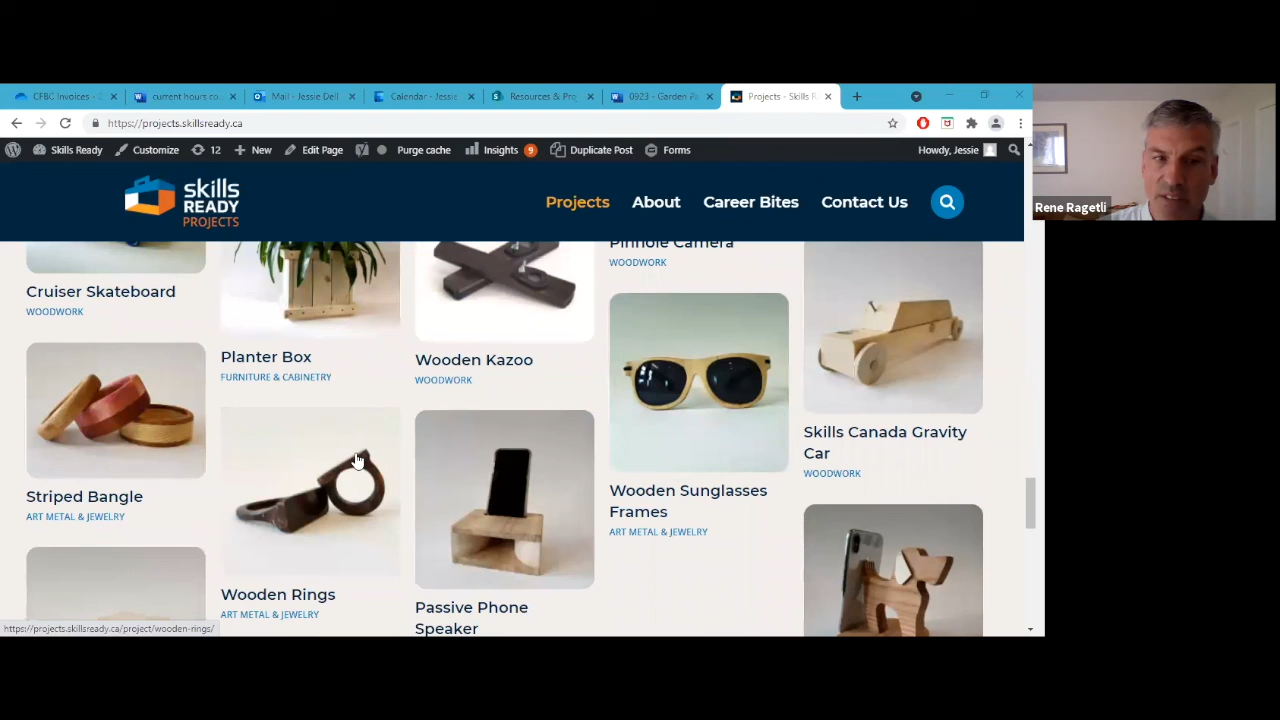 CFBC Invoices - 2
current hours co
Mail - Jessie Dell
Calendar - Jessie
Resources & Pro
0923 - Garden Pa
Projects - Skills R
https://projects.skillsready.ca
Skills Ready
Customize
12
New
Edit Page
Purge cache
Insights 9
Duplicate Post
Forms
Howdy, Jessie
skills
READY
PROJECTS
Projects
About
Career Bites
Contact Us
Rene Ragetli
Pinhole Camera
WOODWORK
Cruiser Skateboard
WOODWORK
Planter Box
FURNITURE & CABINETRY
Wooden Kazoo
WOODWORK
Skills Canada Gravity
Car
WOODWORK
Striped Bangle
ART METAL & JEWELRY
Wooden Sunglasses
Frames
ART METAL & JEWELRY
Wooden Rings
ART METAL & JEWELRY
Passive Phone
Speaker
https://projects.skillsready.ca/project/wooden-rings/